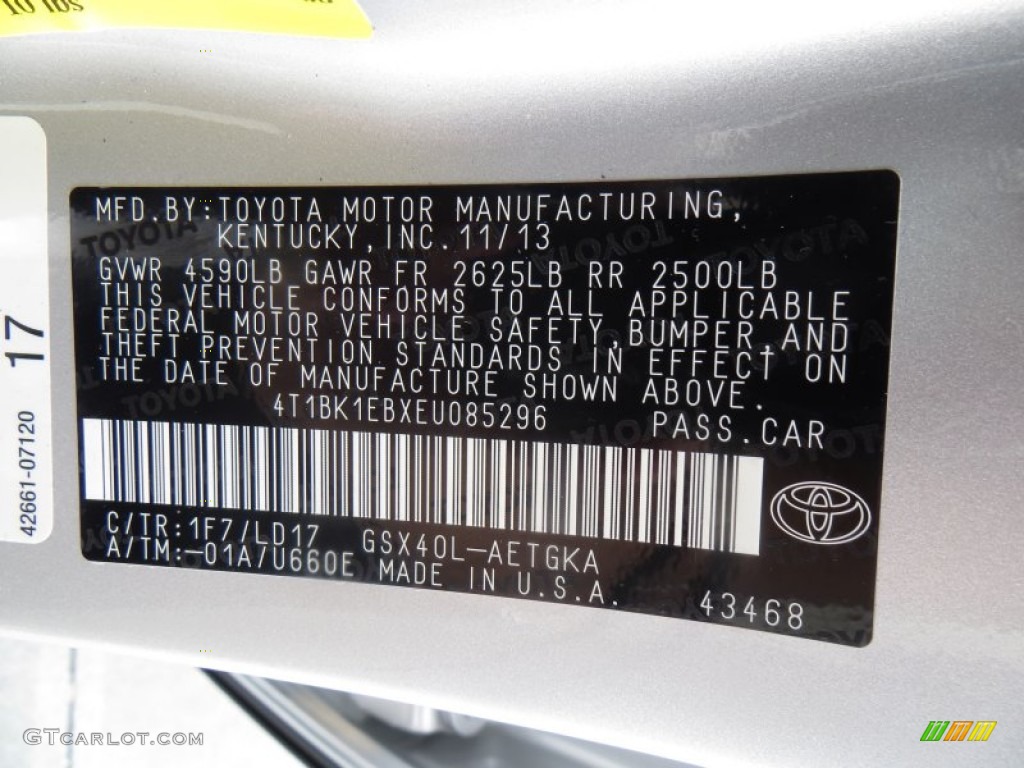 10 lbs
MFD.BY:TOYOTA MOTOR MANUFACTURING,
KENTUCKY,INC.11/13
GVWR 4590LB GAWR FR 2625LB RR 2500LB
THIS VEHICLE CONFORMS TO ALL APPLICABLE
FEDERAL MOTOR VEHICLE SAFETY, BUMPER,AND
THEFT PREVENTION STANDARDS IN EFFECT ON
THE DATE OF MANUFACTURE SHOWN ABOVE.
4T1BK1EBXEU085296 PASS.CAR
C/TR:1F7/LD17 GSX40L-AETGKA
A/TM:-01A/U660E MADE IN U.S.A.
43468
17
42661-07120
GTCARLOT.COM